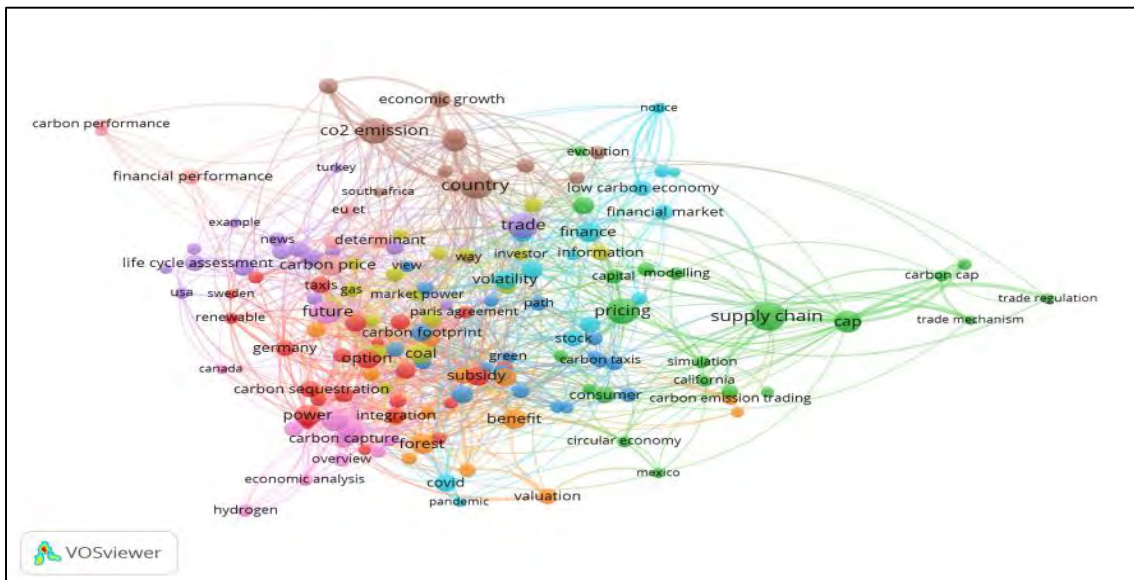 notice
economic growth
carbon performance
co2 emission
evolution
turkey
financial performance
country
low carbon economy
south africa
eu et
financial market
example
trade
finance
news
determinant
life cycle assessment
carbon price
view
way
investor
information
carbon cap
usa
sweden
taxis
gas
market power
volatility
capital
modelling
trade regulation
renewable
future
paris agreement
path
pricing
supply chain
cap
trade mechanism
carbon footprint
germany
option
coal
green
stock
carbon taxis
simulation
canada
subsidy
california
carbon sequestration
consumer
carbon emission trading
power
integration
benefit
carbon capture
forest
circular economy
overview
economic analysis
covid
mexico
hydrogen
pandemic
valuation
VOSviewer